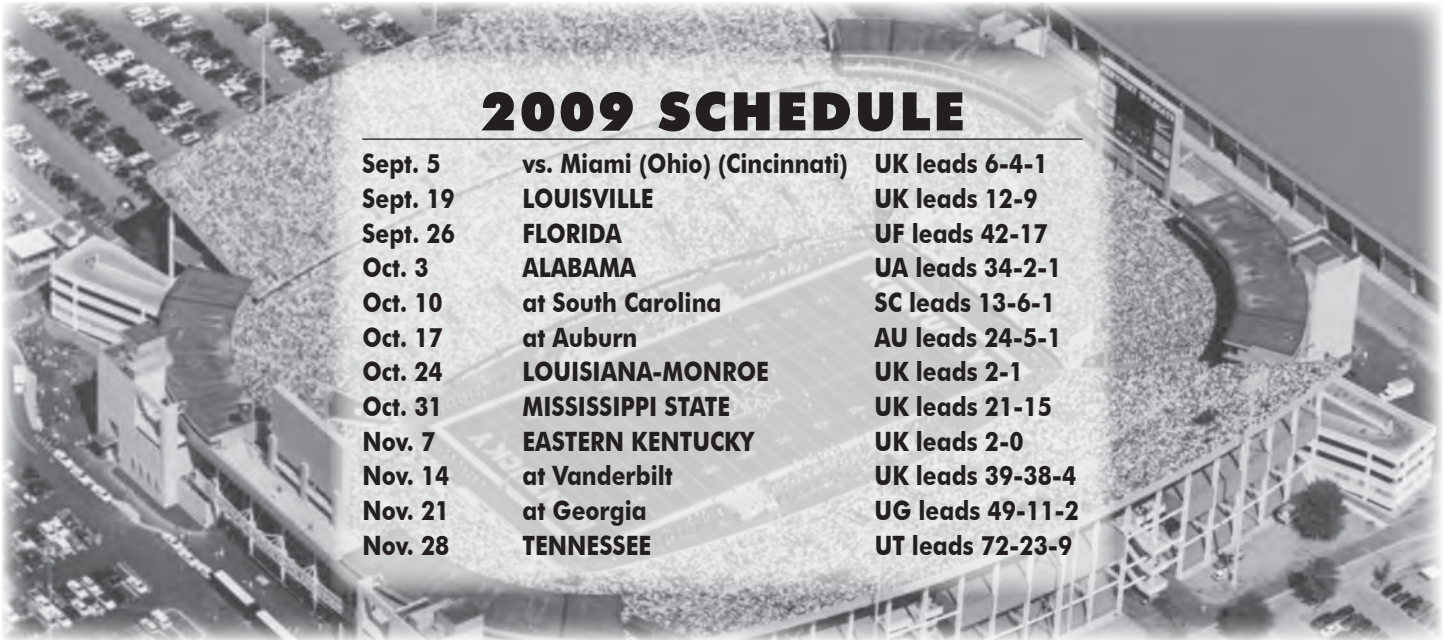 2009 SCHEDULE
Sept. 5 vs. Miami (Ohio) (Cincinnati) UK leads 6-4-1
Sept. 19 LOUISVILLE UK leads 12-9
Sept. 26 FLORIDA UF leads 42-17
Oct. 3 ALABAMA UA leads 34-2-1
Oct. 10 at South Carolina SC leads 13-6-1
Oct. 17 at Auburn AU leads 24-5-1
Oct. 24 LOUISIANA-MONROE UK leads 2-1
Oct. 31 MISSISSIPPI STATE UK leads 21-15
Nov. 7 EASTERN KENTUCKY UK leads 2-0
Nov. 14 at Vanderbilt UK leads 39-38-4
Nov. 21 at Georgia UG leads 49-11-2
Nov. 28 TENNESSEE UT leads 72-23-9